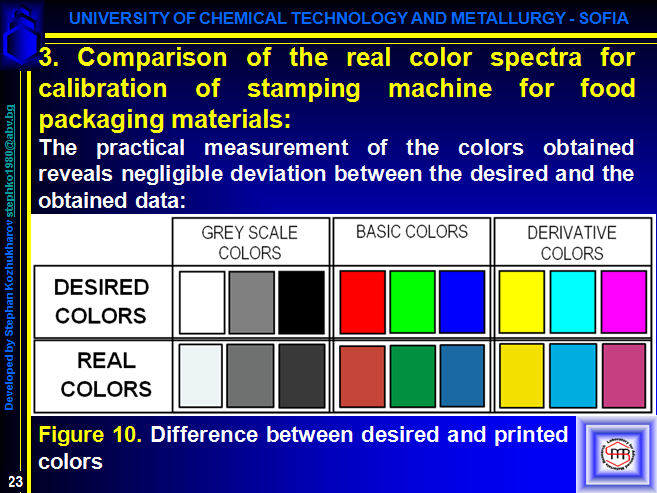 UNIVERSITY OF CHEMICAL TECHNOLOGY AND METALLURGY - SOFIA
3. Comparison of the real color spectra for
calibration of stamping machine for food
packaging materials:
The practical measurement of the colors obtained
reveals negligible deviation between the desired and the
obtained data:
GREY SCALE
COLORS
BASIC COLORS
DERIVATIVE
COLORS
DESIRED
COLORS
REAL
COLORS
Figure 10. Difference between desired and printed
colors
Developed by Stephan Kozhukharov stephko1980@abv.bg
23